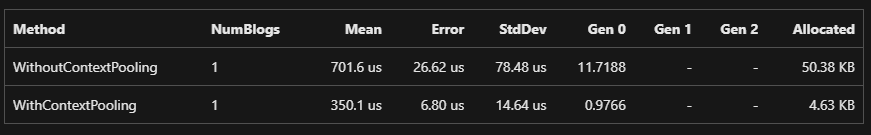 Method NumBlogs Mean Error StdDev Gen 0 Gen 1 Gen 2 Allocated
WithoutContextPooling 1 701.6 us 26.62 us 78.48 us 11.7188 - - 50.38 KB
WithContextPooling 1 350.1 us 6.80 us 14.64 us 0.9766 - - 4.63 KB